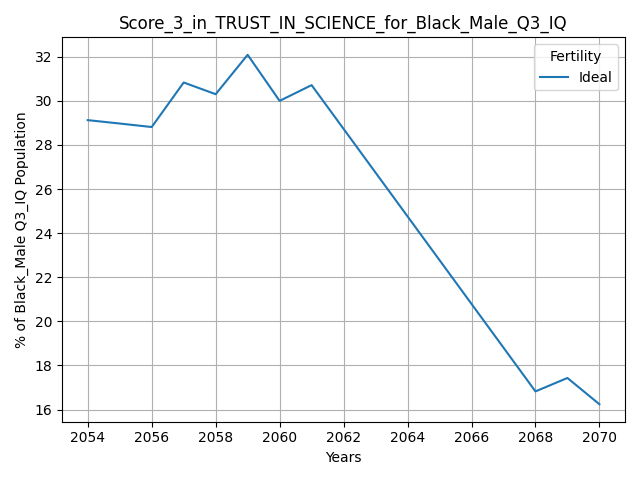 Score_3_in_TRUST_IN_SCIENCE_for_Black_Male_Q3_IQ
Fertility
Ideal
% of Black_Male Q3_IQ Population
32
30
28
26
24
22
20
18
16
2054 2056 2058 2060 2062 2064 2066 2068 2070
Years